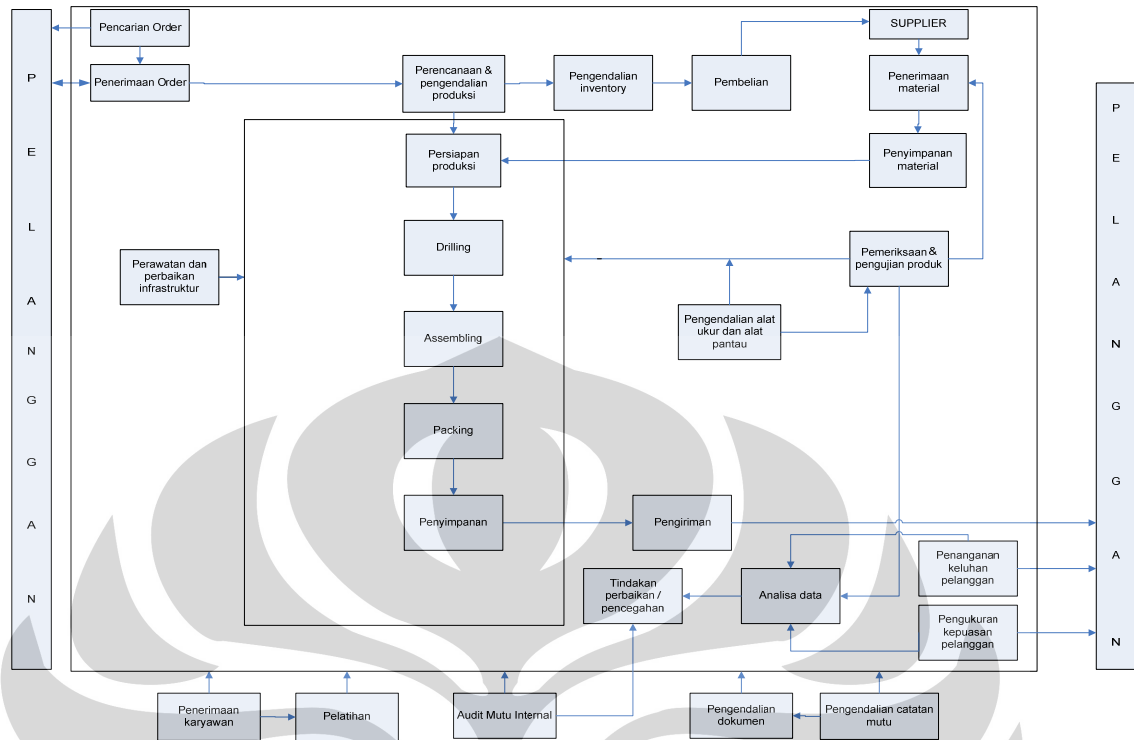 P
E
L
A
N
G
G
A
N
Pencarian Order
Penerimaan Order
Perencanaan &
pengendalian
produksi
Pengendalian
inventory
Pembelian
SUPPLIER
Penerimaan
material
Penyimpanan
material
Persiapan
produksi
Drilling
Assembling
Packing
Penyimpanan
Perawatan dan
perbaikan
infrastruktur
Pemeriksaan &
pengujian produk
Pengendalian alat
ukur dan alat
pantau
Pengiriman
Tindakan
perbaikan /
pencegahan
Analisa data
Penanganan
keluhan
pelanggan
Pengukuran
kepuasan
pelanggan
Penerimaan
karyawan
Pelatihan
Audit Mutu Internal
Pengendalian
dokumen
Pengendalian catatan
mutu
P
E
L
A
N
G
G
A
N